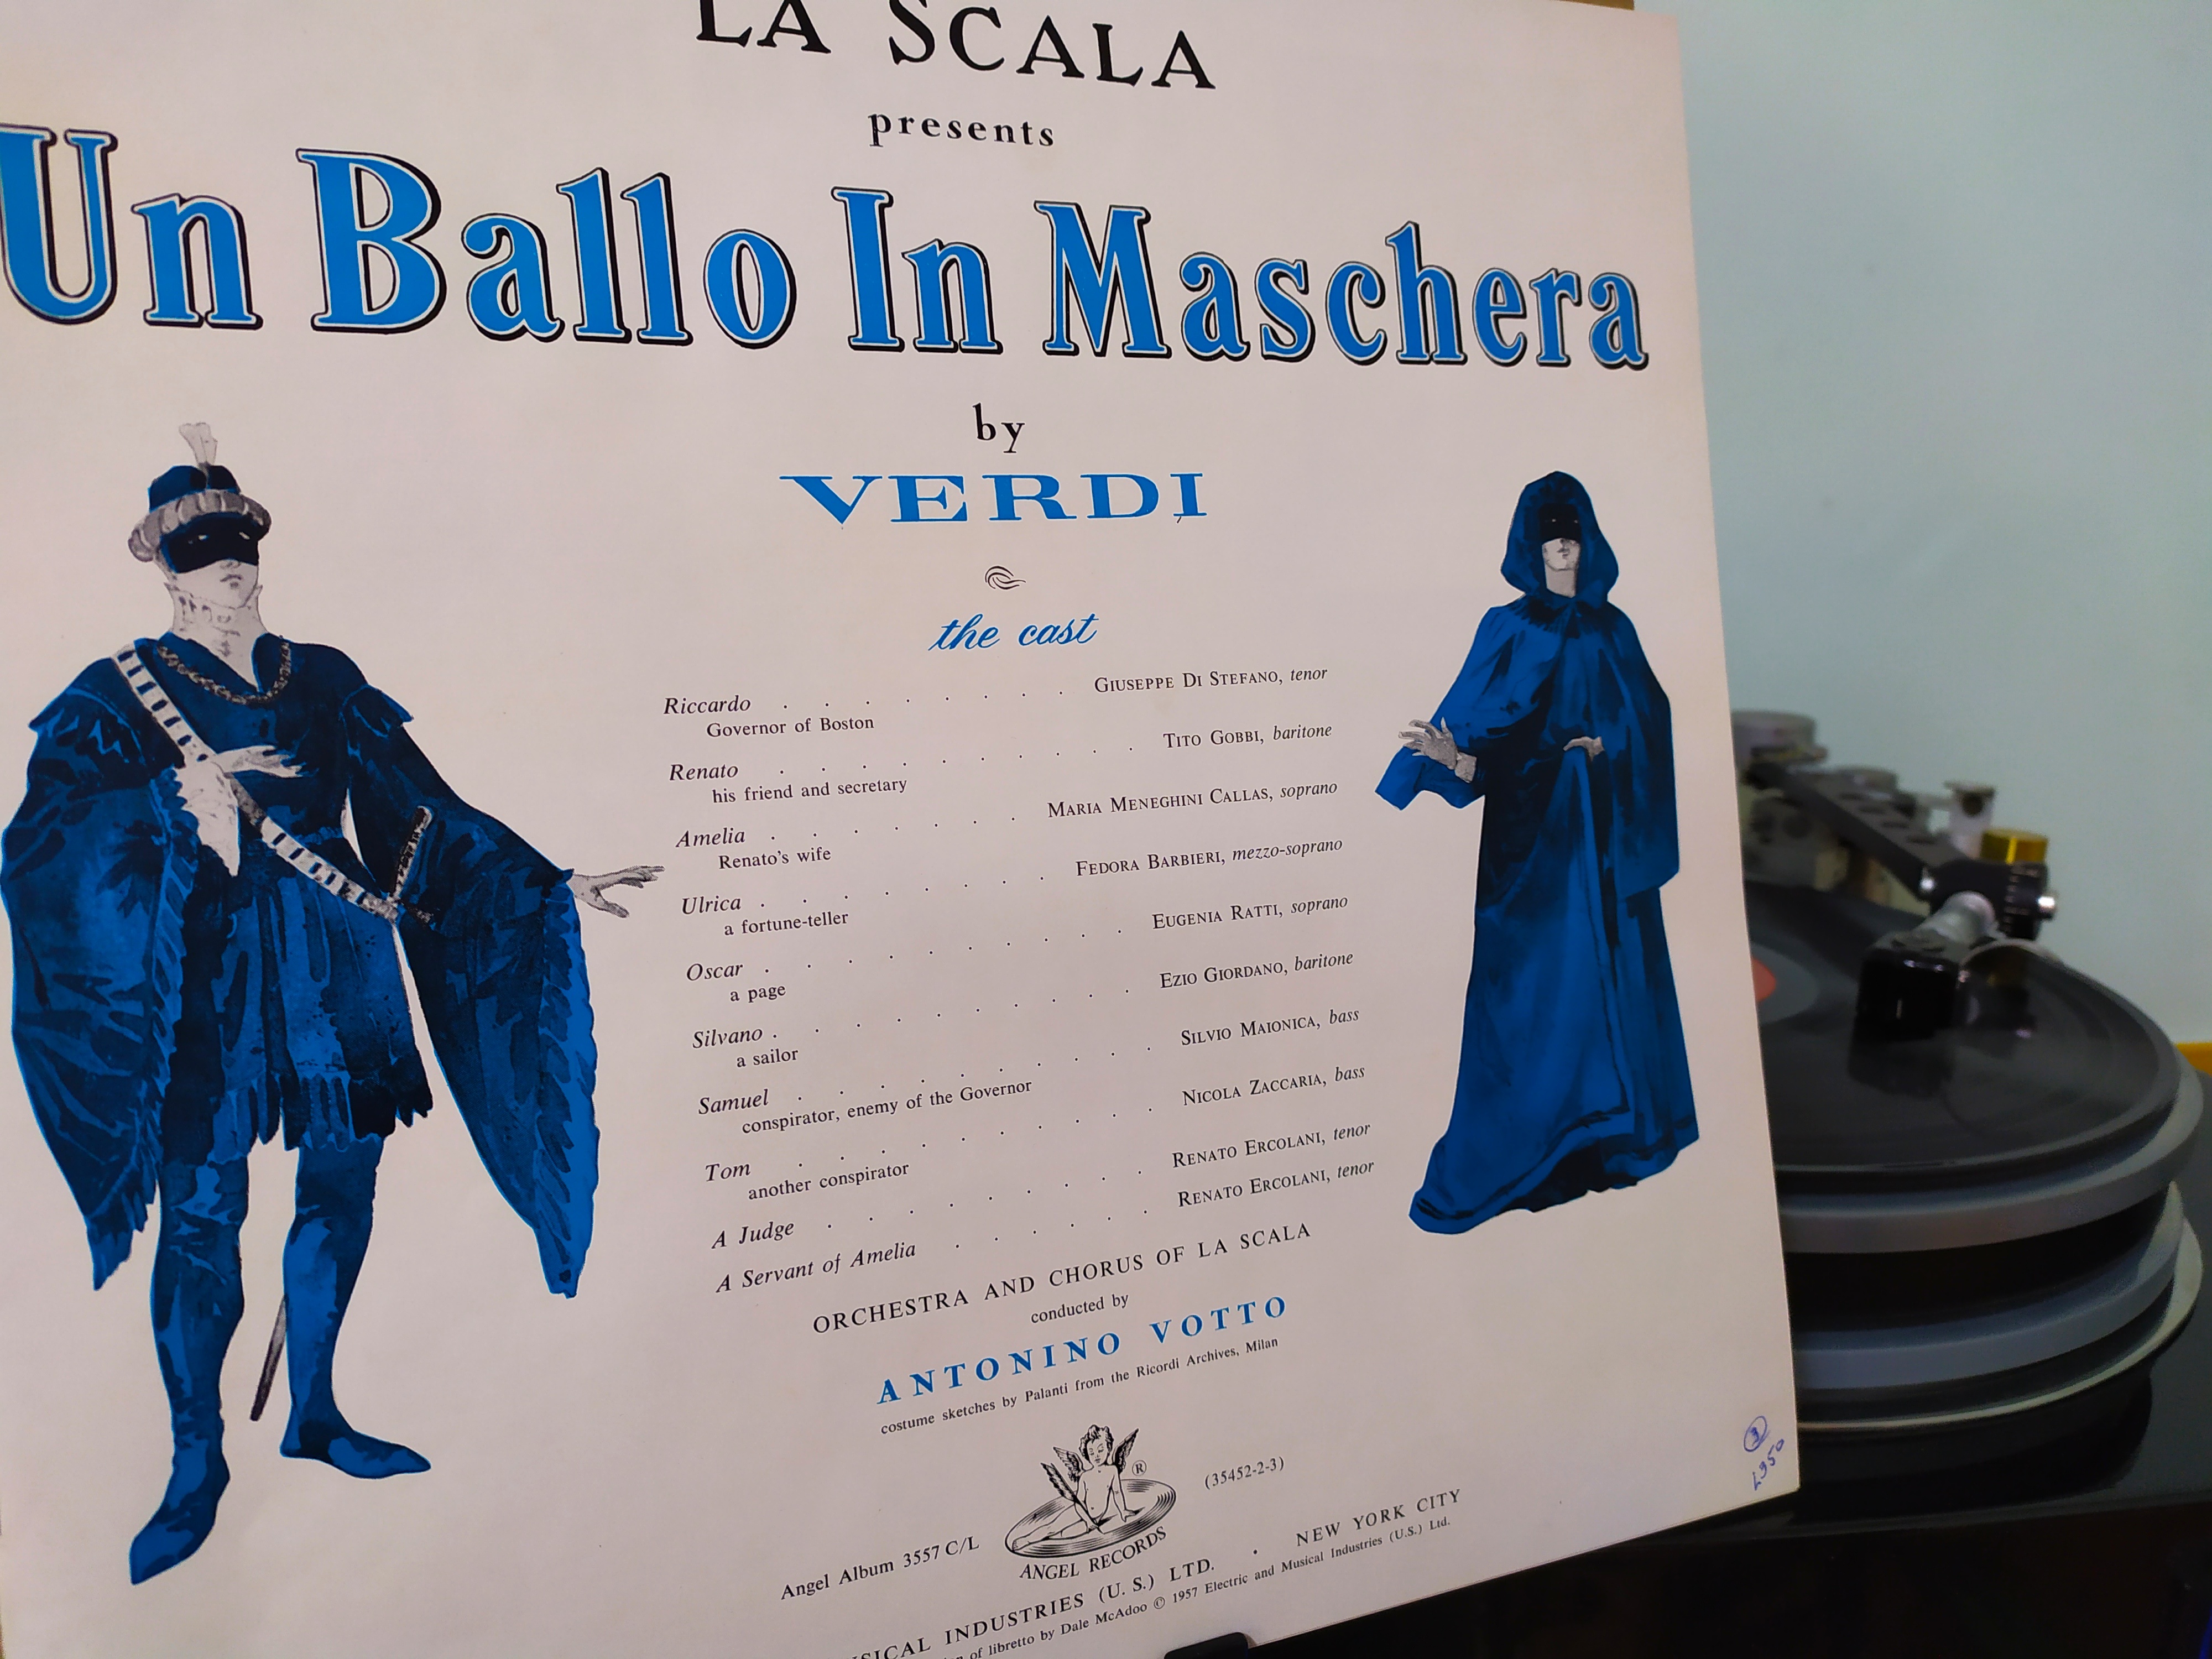 LA SCALA
presents
Un Ballo In Maschera
by
VERDI
the cast
Riccardo . . . . . . . . GIUSEPPE DI STEFANO, tenor
Governor of Boston
Renato . . . . . . . . . TITO GOBBI, baritone
his friend and secretary
Amelia . . . . . . . MARIA MENEGHINI CALLAS, soprano
Renato's wife
Ulrica . . . . . . . . FEDORA BARBIERI, mezzo-soprano
a fortune-teller
Oscar . . . . . . . . . . EUGENIA RATTI, soprano
a page
Silvano . . . . . . . . . . EZIO GIORDANO, baritone
a sailor
Samuel . . . . . . . . . . SILVIO MAIONICA, bass
conspirator, enemy of the Governor
Tom . . . . . . . . . . NICOLA ZACCARIA, bass
another conspirator
A Judge . . . . . . . . . RENATO ERCOLANI, tenor
A Servant of Amelia . . . . . . RENATO ERCOLANI, tenor
ORCHESTRA AND CHORUS OF LA SCALA
conducted by
ANTONINO VOTTO
costume sketches by Palanti from the Ricordi Archives, Milan
®
(35452-2-3)
Angel Album 3557 C/L
ANGEL RECORDS
INDUSTRIES (U. S.) LTD. · NEW YORK CITY
of libretto by Dale McAdoo © 1957 Electric and Musical Industries (U.S.) Ltd.
3
L350